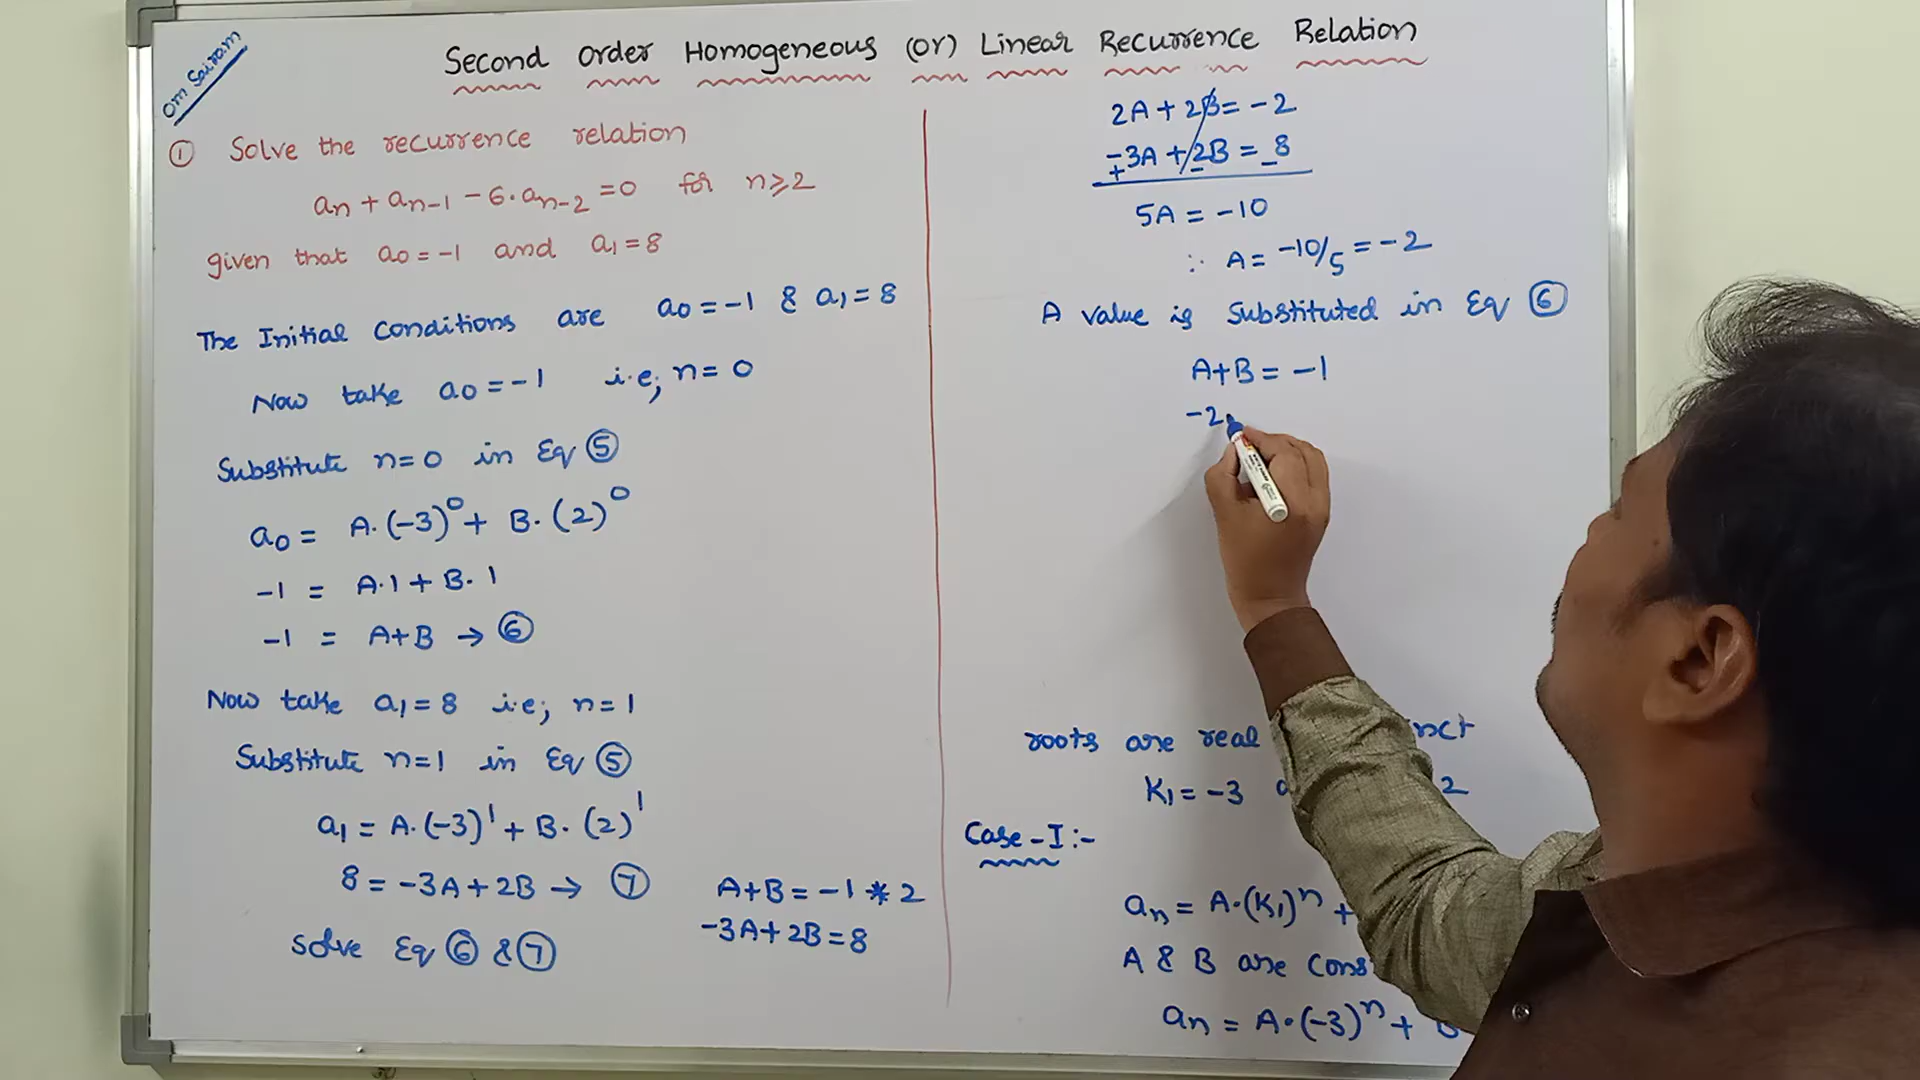 Om Sairam
Second Order Homogeneous (or) Linear Recurrence Relation
① Solve the recurrence relation
aₙ + aₙ₋₁ - 6·aₙ₋₂ = 0 for n≥2
given that a₀ = -1 and a₁ = 8
The Initial Conditions are a₀ = -1 & a₁ = 8
Now take a₀ = -1 i.e; n = 0
Substitute n=0 in Eq ⑤
a₀ = A·(-3)⁰ + B·(2)⁰
-1 = A·1 + B·1
-1 = A+B → ⑥
Now take a₁ = 8 i.e; n=1
Substitute n=1 in Eq ⑤
a₁ = A·(-3)¹ + B·(2)¹
8 = -3A + 2B → ⑦
Solve Eq ⑥ & ⑦
A+B = -1 * 2
-3A + 2B = 8
2A + 2B = -2
-3A + 2B = 8
+ - -
5A = -10
∴ A = -10/5 = -2
A value is Substituted in Eq ⑥
A+B = -1
-2
roots are real
K₁ = -3 2
Case-I :-
aₙ = A·(K₁)ⁿ +
A & B are
aₙ = A·(-3)ⁿ +